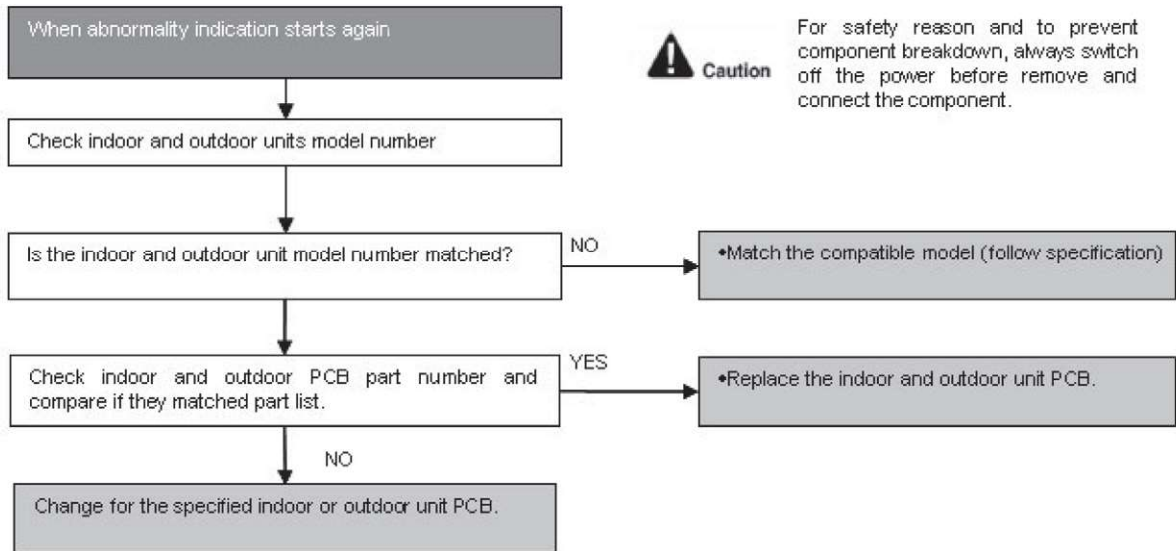 When abnormality indication starts again
Caution
For safety reason and to prevent
component breakdown, always switch
off the power before remove and
connect the component.
Check indoor and outdoor units model number
Is the indoor and outdoor unit model number matched?
NO
•Match the compatible model (follow specification)
Check indoor and outdoor PCB part number and
compare if they matched part list.
YES
•Replace the indoor and outdoor unit PCB.
NO
Change for the specified indoor or outdoor unit PCB.